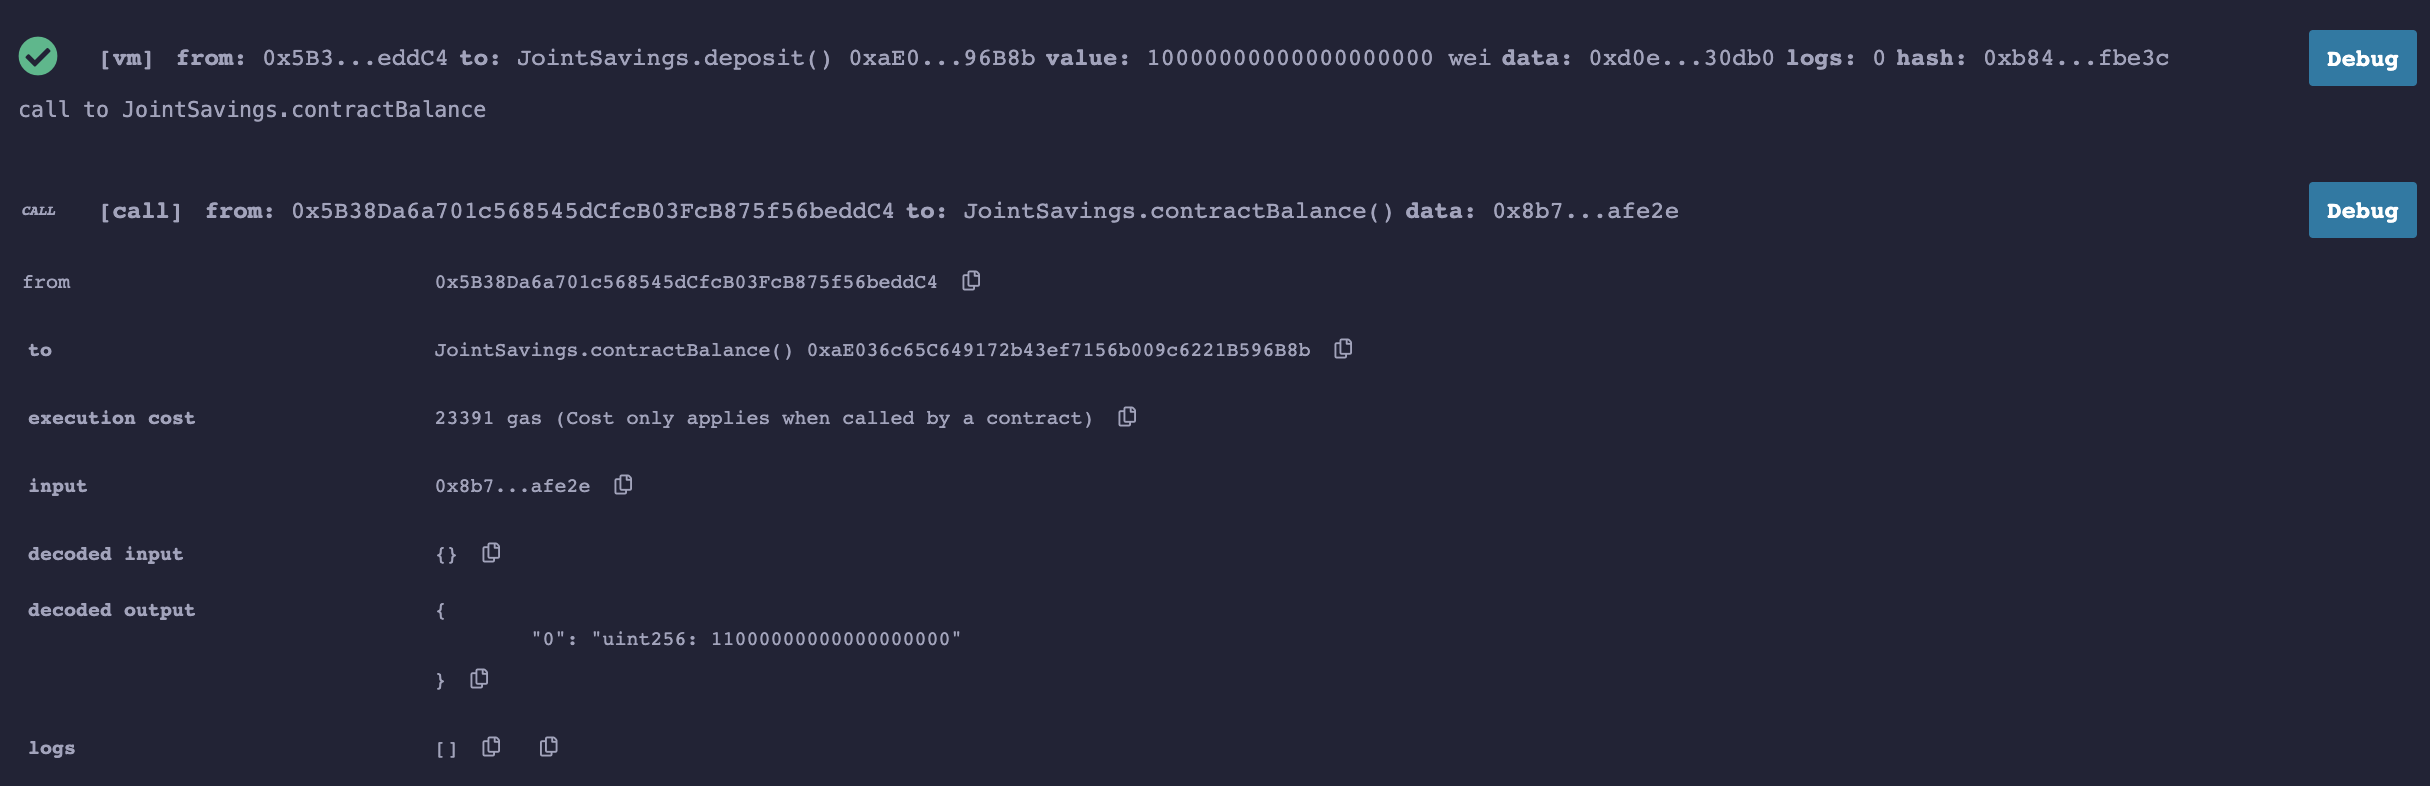 [vm] from: 0x5B3...eddC4 to: JointSavings.deposit() 0xaE0...96B8b value: 10000000000000000000 wei data: 0xd0e...30db0 logs: 0 hash: 0xb84...fbe3c Debug
call to JointSavings.contractBalance
CALL [call] from: 0x5B38Da6a701c568545dCfcB03FcB875f56beddC4 to: JointSavings.contractBalance() data: 0x8b7...afe2e Debug
from 0x5B38Da6a701c568545dCfcB03FcB875f56beddC4
to JointSavings.contractBalance() 0xaE036c65C649172b43ef7156b009c6221B596B8b
execution cost 23391 gas (Cost only applies when called by a contract)
input 0x8b7...afe2e
decoded input {}
decoded output {
"0": "uint256: 11000000000000000000"
}
logs []